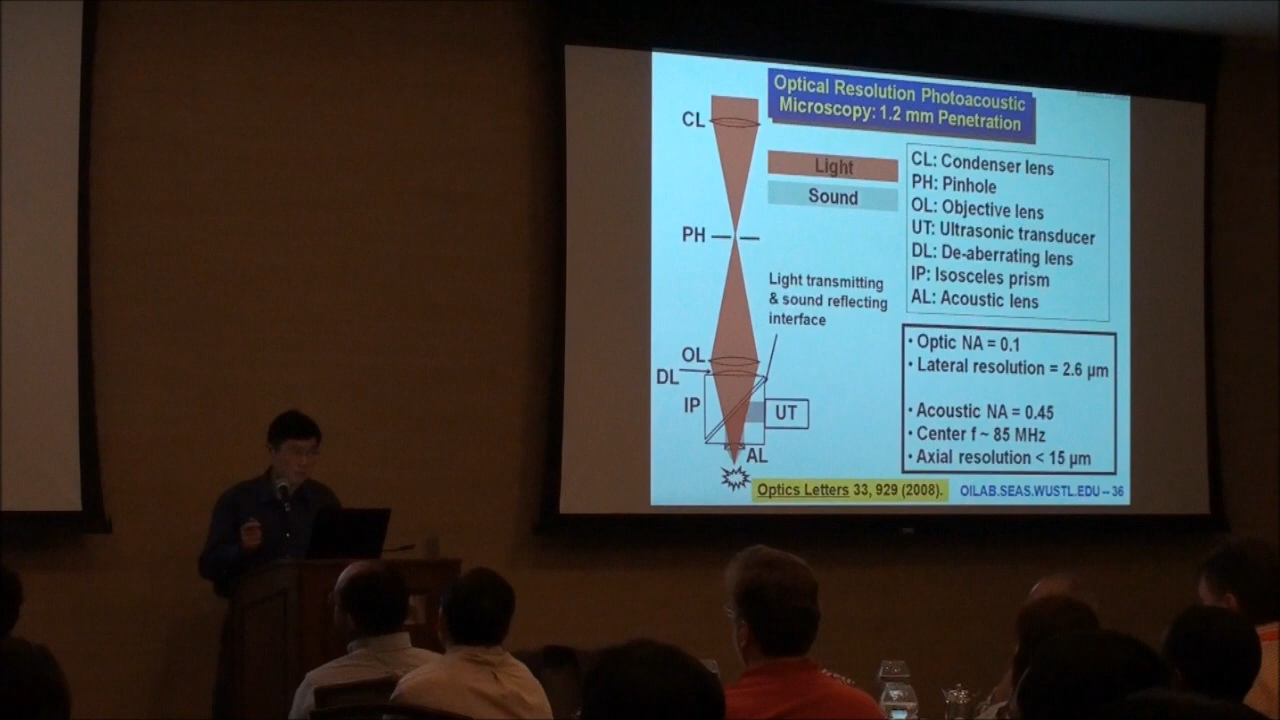 Optical Resolution Photoacoustic
Microscopy: 1.2 mm Penetration
CL
Light
Sound
CL: Condenser lens
PH: Pinhole
OL: Objective lens
UT: Ultrasonic transducer
DL: De-aberrating lens
IP: Isosceles prism
AL: Acoustic lens
PH
Light transmitting
& sound reflecting
interface
OL
DL
IP
UT
AL
• Optic NA = 0.1
• Lateral resolution = 2.6 µm
• Acoustic NA = 0.45
• Center f ~ 85 MHz
• Axial resolution < 15 µm
Optics Letters 33, 929 (2008).
OILAB.SEAS.WUSTL.EDU – 36